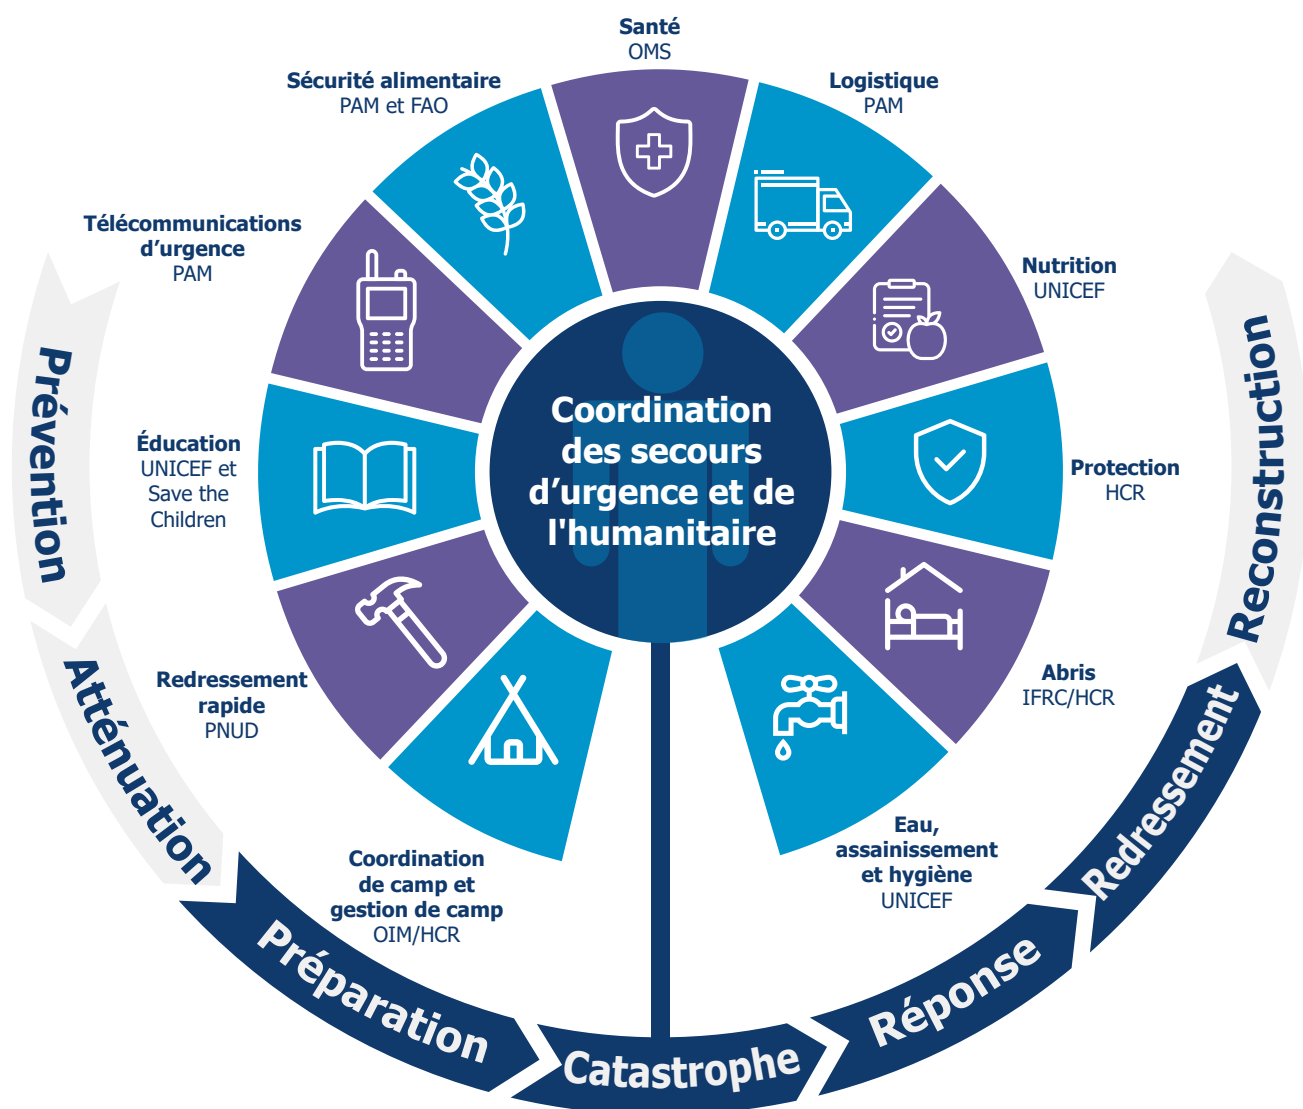 Santé
OMS
Logistique
PAM
Nutrition
UNICEF
Protection
HCR
Abris
IFRC/HCR
Eau,
assainissement
et hygiène
UNICEF
Coordination
de camp et
gestion de camp
OIM/HCR
Redressement
rapide
PNUD
Éducation
UNICEF et
Save the
Children
Télécommunications
d’urgence
PAM
Sécurité alimentaire
PAM et FAO
Coordination
des secours
d’urgence et de
l'humanitaire
Prévention
Atténuation
Préparation
Catastrophe
Réponse
Redressement
Reconstruction